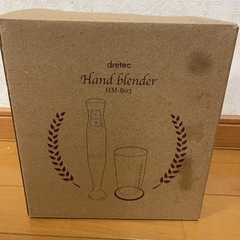 dretec
Hand blender
HM-803